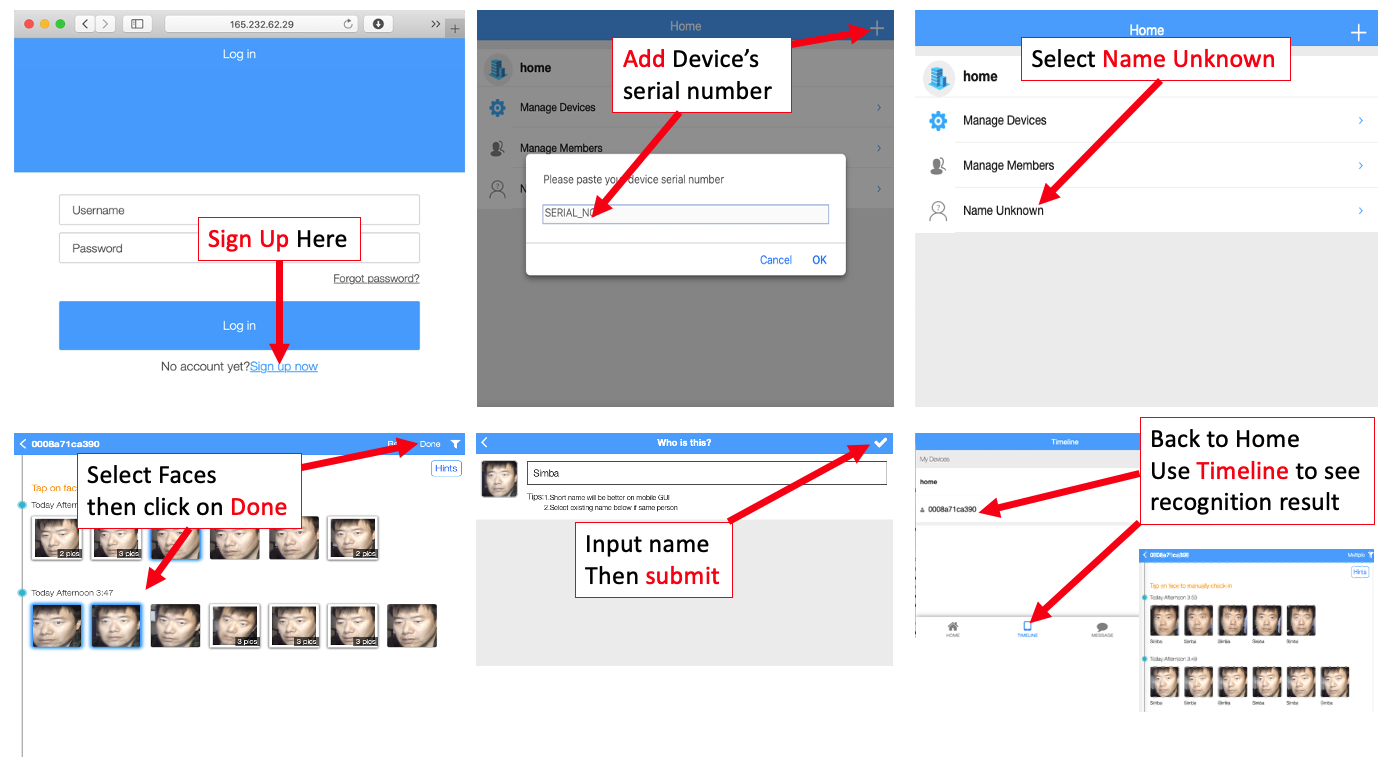 165.232.62.29
Log in
Username
Password
Sign Up Here
Forgot password?
Log in
No account yet?Sign up now
Home
home
Add Device's
serial number
Manage Devices
Manage Members
Please paste your device serial number
SERIAL_NO
Cancel
OK
Home
Select Name Unknown
home
Manage Devices
Manage Members
Name Unknown
0008a71ca390
Done
Hints
Select Faces
then click on Done
Tap on fac
Today Aftern
2 pics
3 pics
2 pics
Today Afternoon 3:47
3 pics
3 pics
3 pics
Who is this?
Simba
Tips:1.Short name will be better on mobile GUI
2.Select existing name below if same person
Input name
Then submit
Timeline
My Devices
home
0008a71ca390
Back to Home
Use Timeline to see
recognition result
HOME
TIMELINE
MESSAGE
0008a71ca390
Multiple
Hints
Tap on face to manually check-in
Today Afternoon 3:53
Simba
Simba
Simba
Simba
Simba
Today Afternoon 3:49
Simba
Simba
Simba
Simba
Simba
Simba